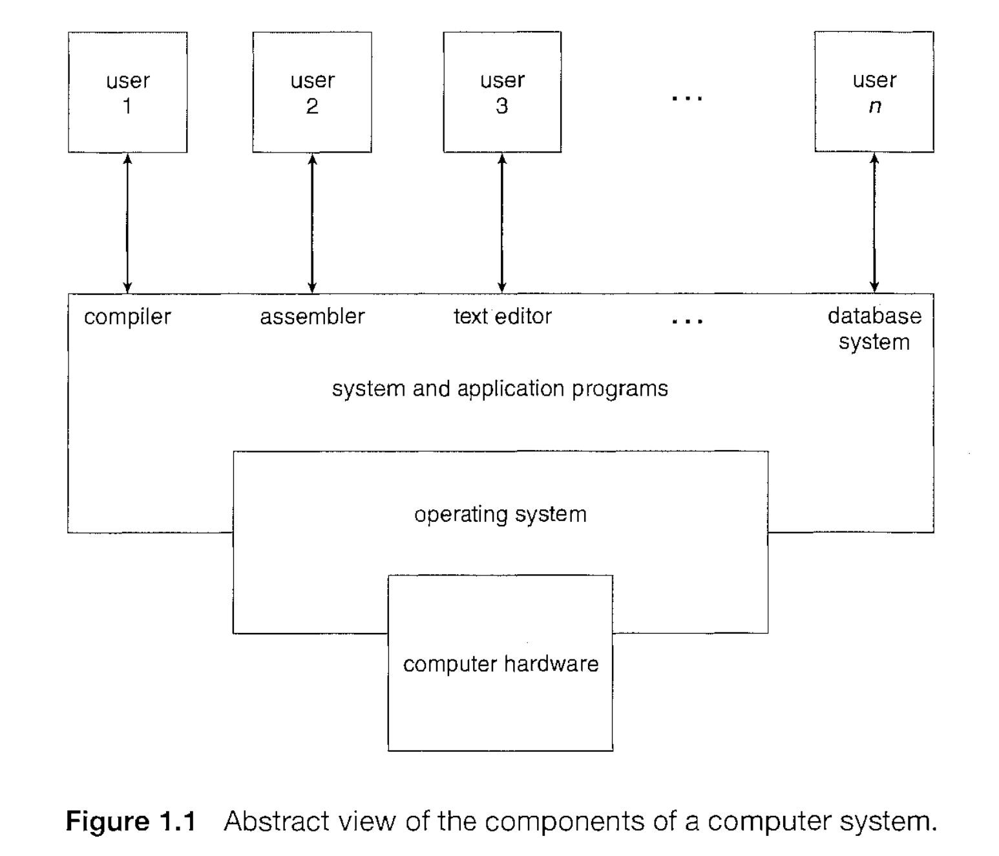 user
1
user
2
user
3
...
user
n
compiler
assembler
text editor
...
database
system
system and application programs
operating system
computer hardware
Figure 1.1 Abstract view of the components of a computer system.